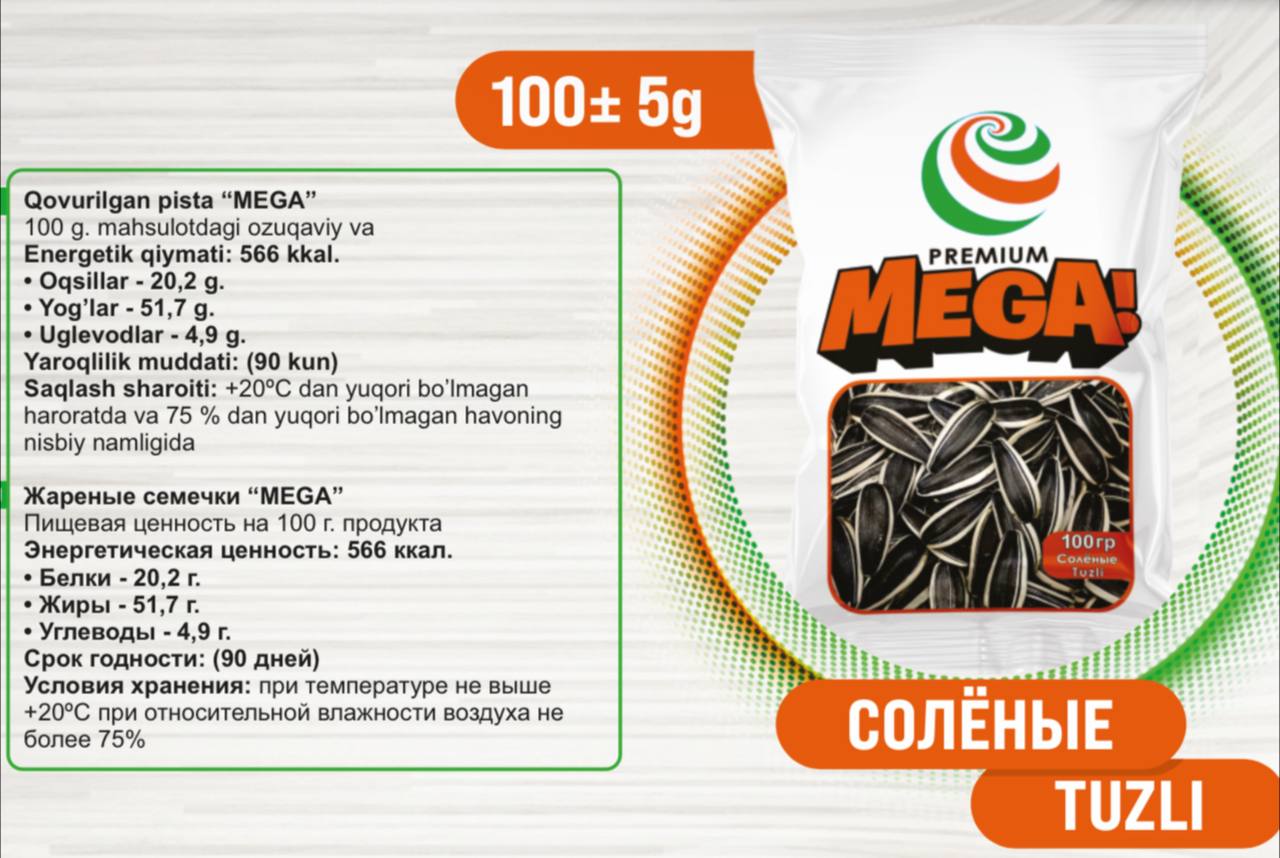 100± 5g
Qovurilgan pista “MEGA”
100 g. mahsulotdagi ozuqaviy va
Energetik qiymati: 566 kkal.
• Oqsillar - 20,2 g.
• Yog’lar - 51,7 g.
• Uglevodlar - 4,9 g.
Yaroqlilik muddati: (90 kun)
Saqlash sharoiti: +20ºC dan yuqori bo’lmagan
haroratda va 75 % dan yuqori bo’lmagan havoning
nisbiy namligida
Жареные семечки “MEGA”
Пищевая ценность на 100 г. продукта
Энергетическая ценность: 566 ккал.
• Белки - 20,2 г.
• Жиры - 51,7 г.
• Углеводы - 4,9 г.
Срок годности: (90 дней)
Условия хранения: при температуре не выше
+20ºC при относительной влажности воздуха не
более 75%
PREMIUM
MEGA!
100гр
Солёные
Tuzli
СОЛЁНЫЕ
TUZLI